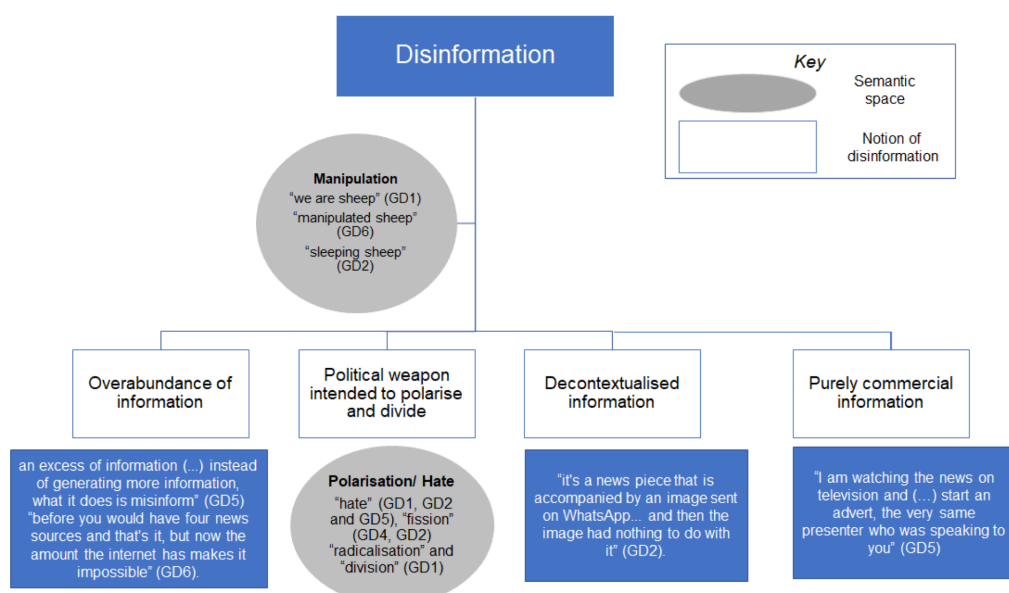 Disinformation
Key
Semantic
space
Notion of
disinformation
Manipulation
“we are sheep” (GD1)
“manipulated sheep”
(GD6)
“sleeping sheep”
(GD2)
Overabundance of
information
Political weapon
intended to polarise
and divide
Decontextualised
information
Purely commercial
information
an excess of information (...) instead
of generating more information,
what it does is misinform” (GD5)
“before you would have four news
sources and that's it, but now the
amount the internet has makes it
impossible” (GD6).
Polarisation/ Hate
“hate” (GD1, GD2
and GD5), “fission”
(GD4, GD2)
“radicalisation” and
“division” (GD1)
“it's a news piece that is
accompanied by an image sent
on WhatsApp... and then the
image had nothing to do with
it” (GD2).
“I am watching the news on
television and (…) start an
advert, the very same
presenter who was speaking to
you” (GD5)